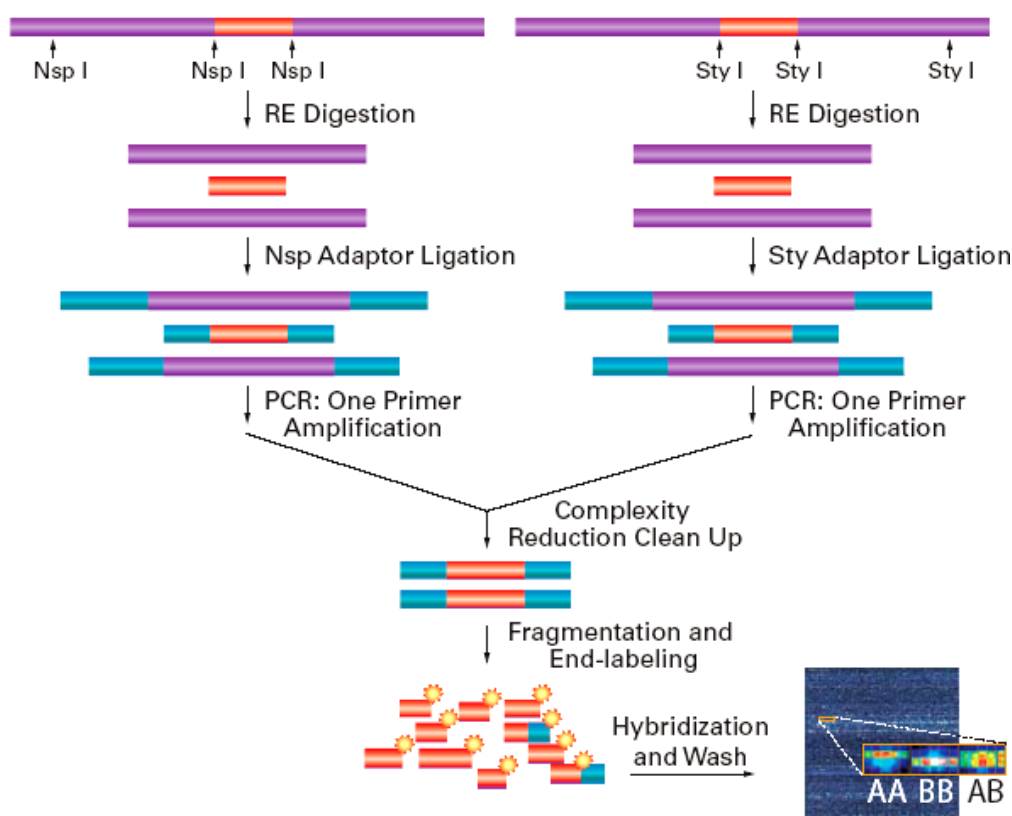 Nsp I Nsp I Nsp I Sty I Sty I Sty I
RE Digestion RE Digestion
Nsp Adaptor Ligation Sty Adaptor Ligation
PCR: One Primer PCR: One Primer
Amplification Amplification
Complexity
Reduction Clean Up
Fragmentation and
End-labeling
Hybridization
and Wash
AA BB AB